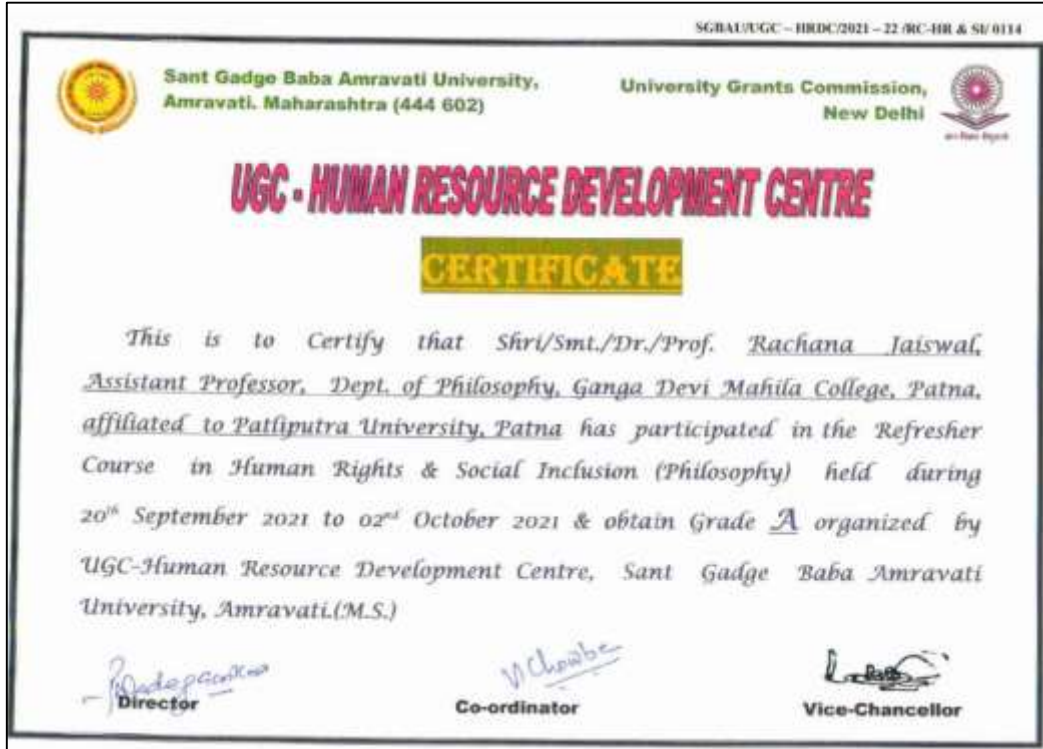 SGBAU/UGC – HRDC/2021 – 22 /RC-HR & SI/ 0114
Sant Gadge Baba Amravati University,
Amravati. Maharashtra (444 602)
University Grants Commission,
New Delhi
UGC - HUMAN RESOURCE DEVELOPMENT CENTRE
CERTIFICATE
This is to Certify that Shri/Smt./Dr./Prof. Rachana Jaiswal,
Assistant Professor, Dept. of Philosophy, Ganga Devi Mahila College, Patna,
affiliated to Patliputra University, Patna has participated in the Refresher
Course in Human Rights & Social Inclusion (Philosophy) held during
20th September 2021 to 02nd October 2021 & obtain Grade A organized by
UGC-Human Resource Development Centre, Sant Gadge Baba Amravati
University, Amravati.(M.S.)
Director
Co-ordinator
Vice-Chancellor